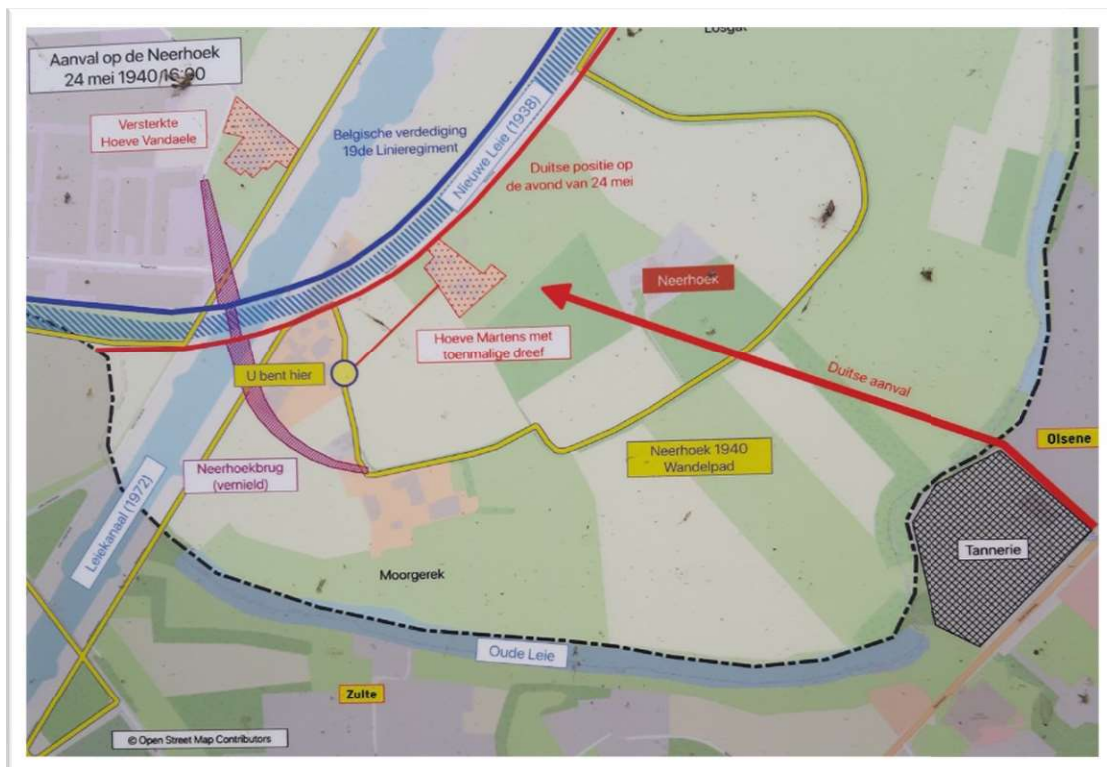 Aanval op de Neerhoek
24 mei 1940
Losgat
Versterkte
Hoeve Vandaele
Belgische verdediging
19de Linieregiment
Nieuwe Leie (1938)
Duitse positie op
de avond van 24 mei
Neerhoek
Hoeve Martens met
toenmalige dreef
U bent hier
Duitse aanval
Olsene
Neerhoek 1940
Wandelpad
Neerhoekbrug
(vernield)
Leiekanaal (1972)
Tannerie
Moorgerek
Oude Leie
Zulte
© Open Street Map Contributors